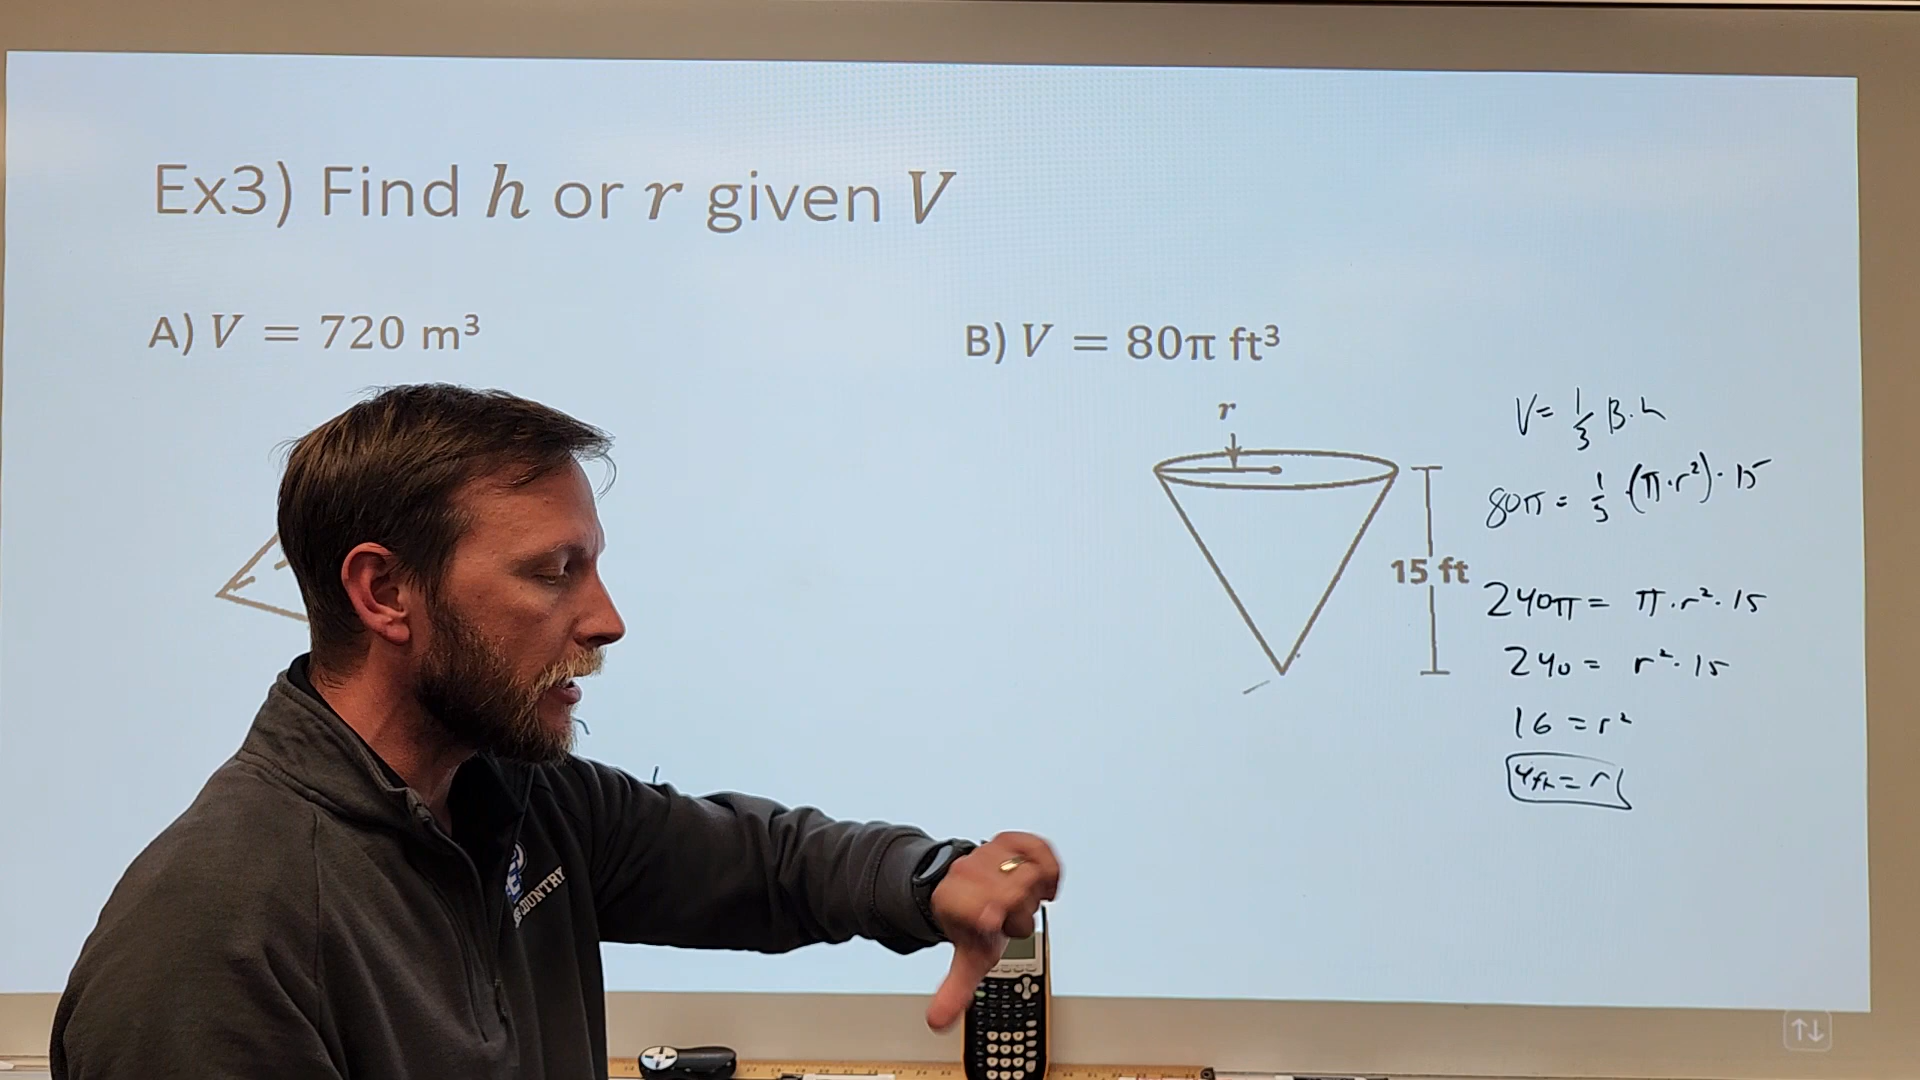 Ex3) Find h or r given V
A) V = 720 m³
B) V = 80π ft³
r
15 ft
V = 1/3 B·h
80π = 1/3 (π·r²)·15
240π = π·r²·15
240 = r²·15
16 = r²
4ft = r
OUNTRY